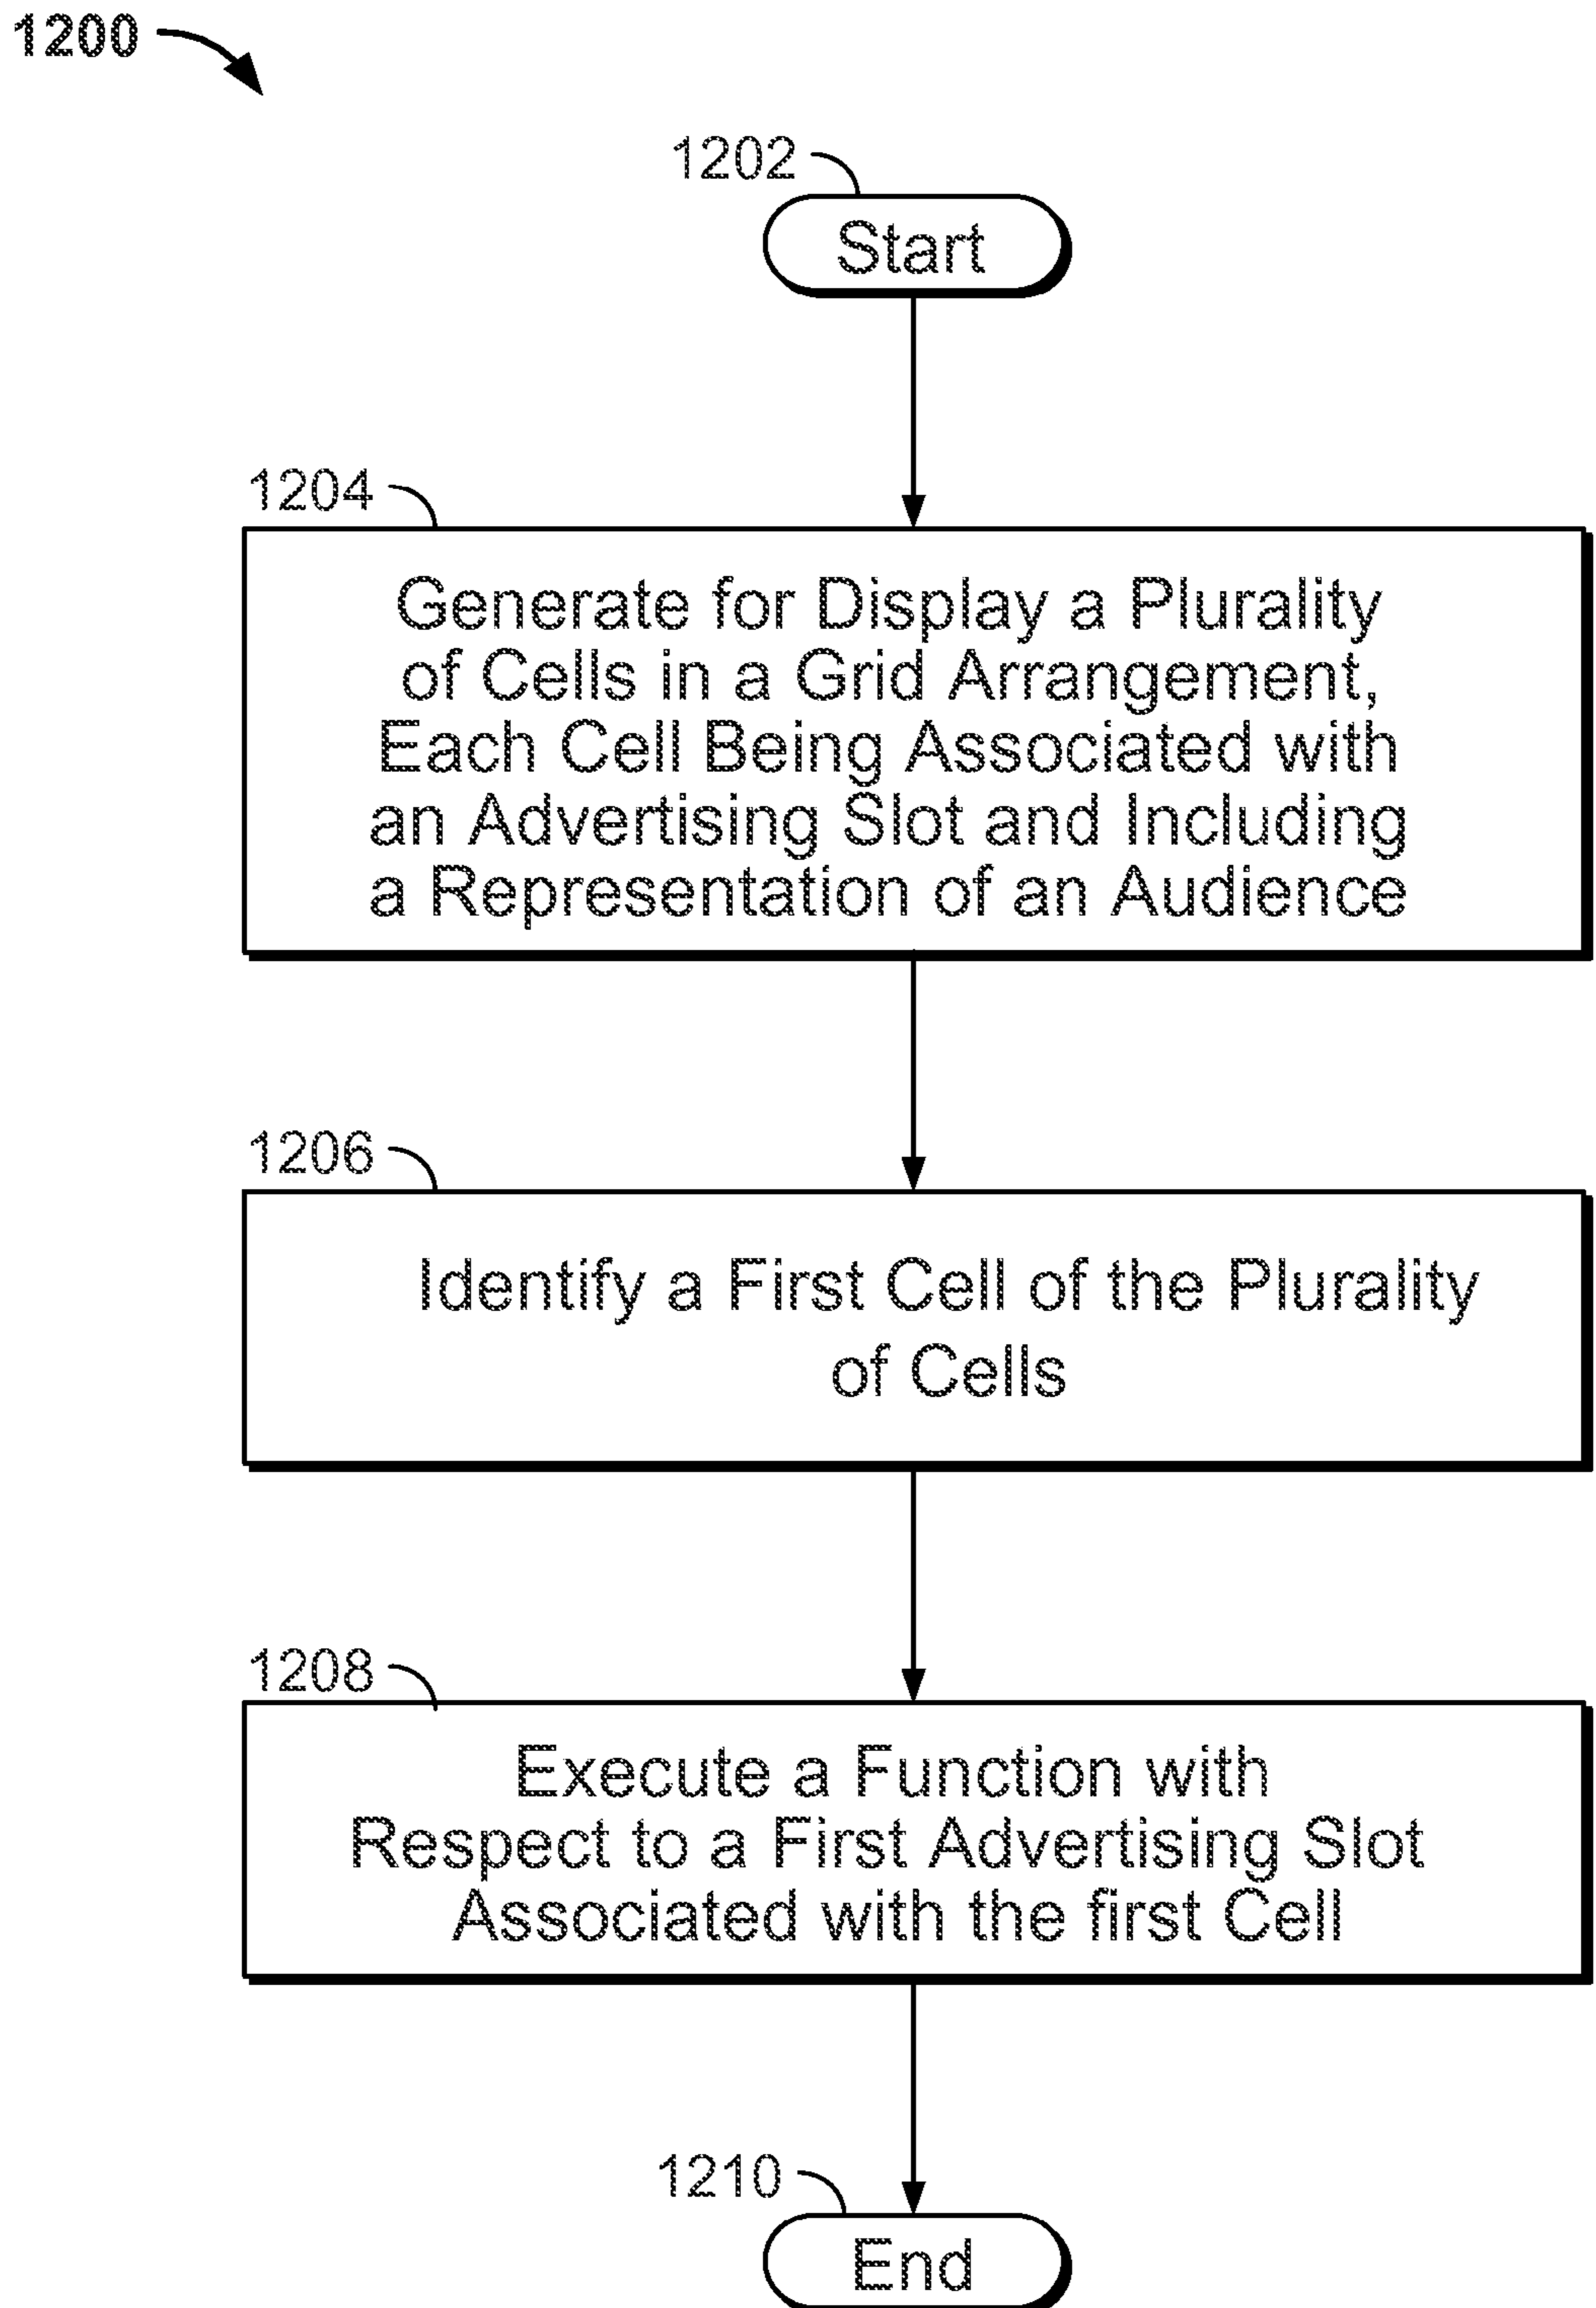 1200
1202
Start
1204
Generate for Display a Plurality
of Cells in a Grid Arrangement,
Each Cell Being Associated with
an Advertising Slot and Including
a Representation of an Audience
1206
Identify a First Cell of the Plurality
of Cells
1208
Execute a Function with
Respect to a First Advertising Slot
Associated with the first Cell
1210
End